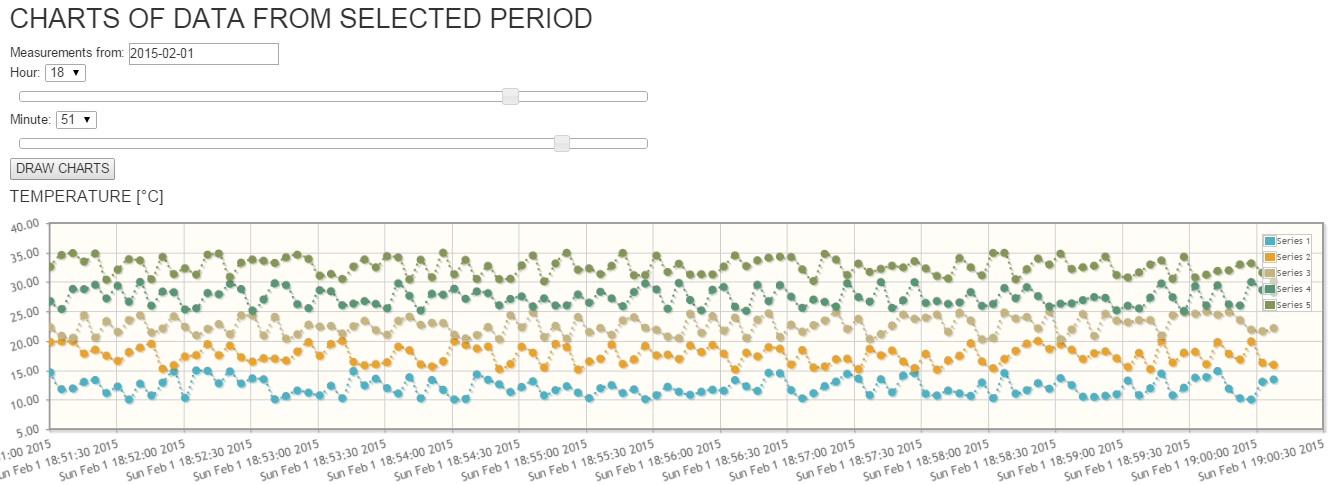 CHARTS OF DATA FROM SELECTED PERIOD
Measurements from: 2015-02-01
Hour: 18
Minute: 51
DRAW CHARTS
TEMPERATURE [°C]
40.00
35.00
30.00
25.00
20.00
15.00
10.00
5.00
Series 1
Series 2
Series 3
Series 4
Series 5
1:00 2015
Sun Feb 1 18:51:30 2015
Sun Feb 1 18:52:00 2015
Sun Feb 1 18:52:30 2015
Sun Feb 1 18:53:00 2015
Sun Feb 1 18:53:30 2015
Sun Feb 1 18:54:00 2015
Sun Feb 1 18:54:30 2015
Sun Feb 1 18:55:00 2015
Sun Feb 1 18:55:30 2015
Sun Feb 1 18:56:00 2015
Sun Feb 1 18:56:30 2015
Sun Feb 1 18:57:00 2015
Sun Feb 1 18:57:30 2015
Sun Feb 1 18:58:00 2015
Sun Feb 1 18:58:30 2015
Sun Feb 1 18:59:00 2015
Sun Feb 1 18:59:30 2015
Sun Feb 1 19:00:00 2015
Sun Feb 1 19:00:30 2015